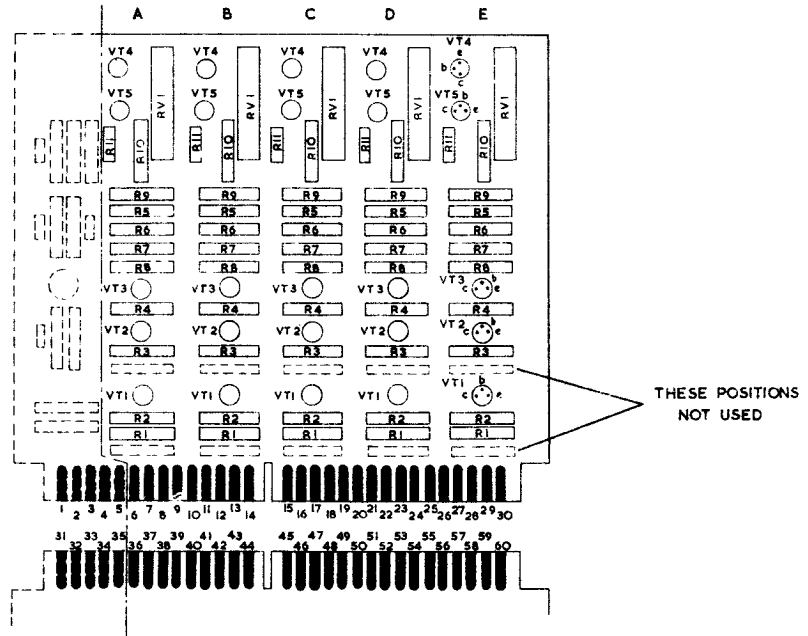 A B C D E
VT4 VT4 VT4 VT4 VT4
e
b
c
VT5 VT5 VT5 VT5 VT5 b
c e
RV1 RV1 RV1 RV1 RV1
R11 R10 R11 R10 R11 R10 R11 R10 R11 R10
R9 R9 R9 R9 R9
R5 R5 R5 R5 R5
R6 R6 R6 R6 R6
R7 R7 R7 R7 R7
R8 R8 R8 R8 R8
VT3 VT3 VT3 VT3 VT3 b
c e
R4 R4 R4 R4 R4
VT2 VT2 VT2 VT2 VT2 b
c e
R3 R3 R3 R3 R3
VT1 VT1 VT1 VT1 VT1 b
c e
R2 R2 R2 R2 R2
R1 R1 R1 R1 R1
THESE POSITIONS
NOT USED
1 2 3 4 5 6 7 8 9 10 11 12 13 14 15 16 17 18 19 20 21 22 23 24 25 26 27 28 29 30
31 32 33 34 35 36 37 38 39 40 41 42 43 44 45 46 47 48 49 50 51 52 53 54 55 56 57 58 59 60